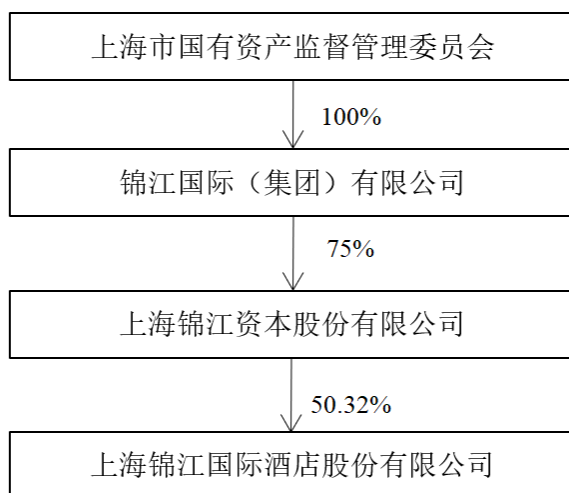 上海市国有资产监督管理委员会
100%
锦江国际（集团）有限公司
75%
上海锦江资本股份有限公司
50.32%
上海锦江国际酒店股份有限公司